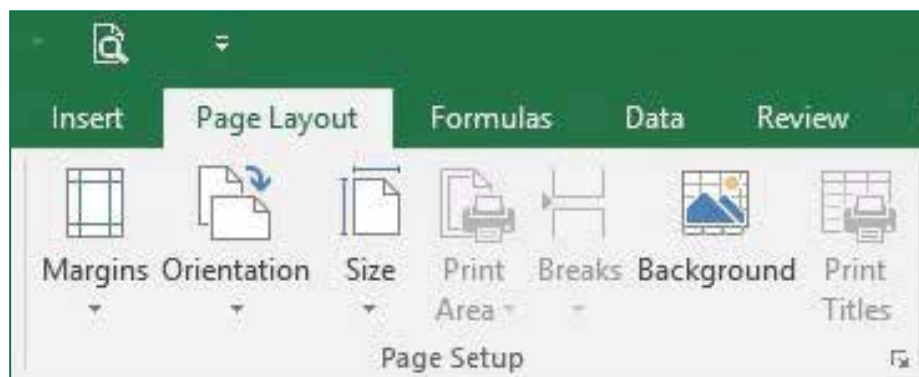 Insert Page Layout Formulas Data Review
Margins Orientation Size Print Breaks Background Print
Area Titles
Page Setup